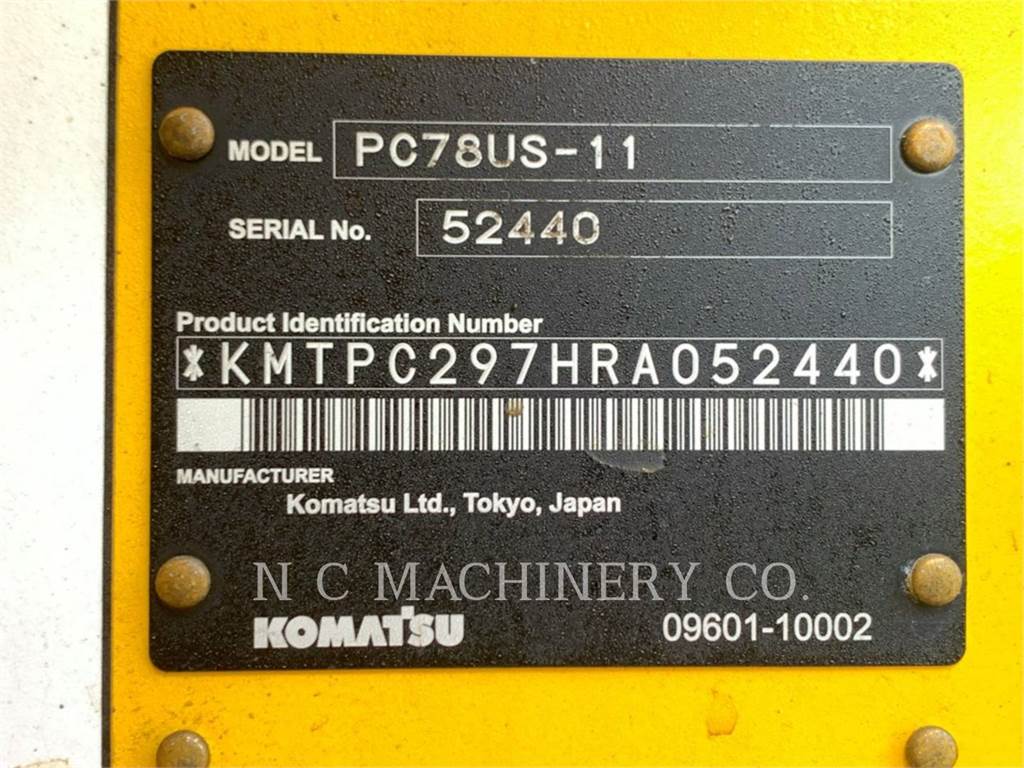 MODEL PC78US-11
SERIAL No. 52440
Product Identification Number
*KMTPC297HRA052440*
MANUFACTURER
Komatsu Ltd., Tokyo, Japan
N C MACHINERY CO.
KOMATSU 09601-10002